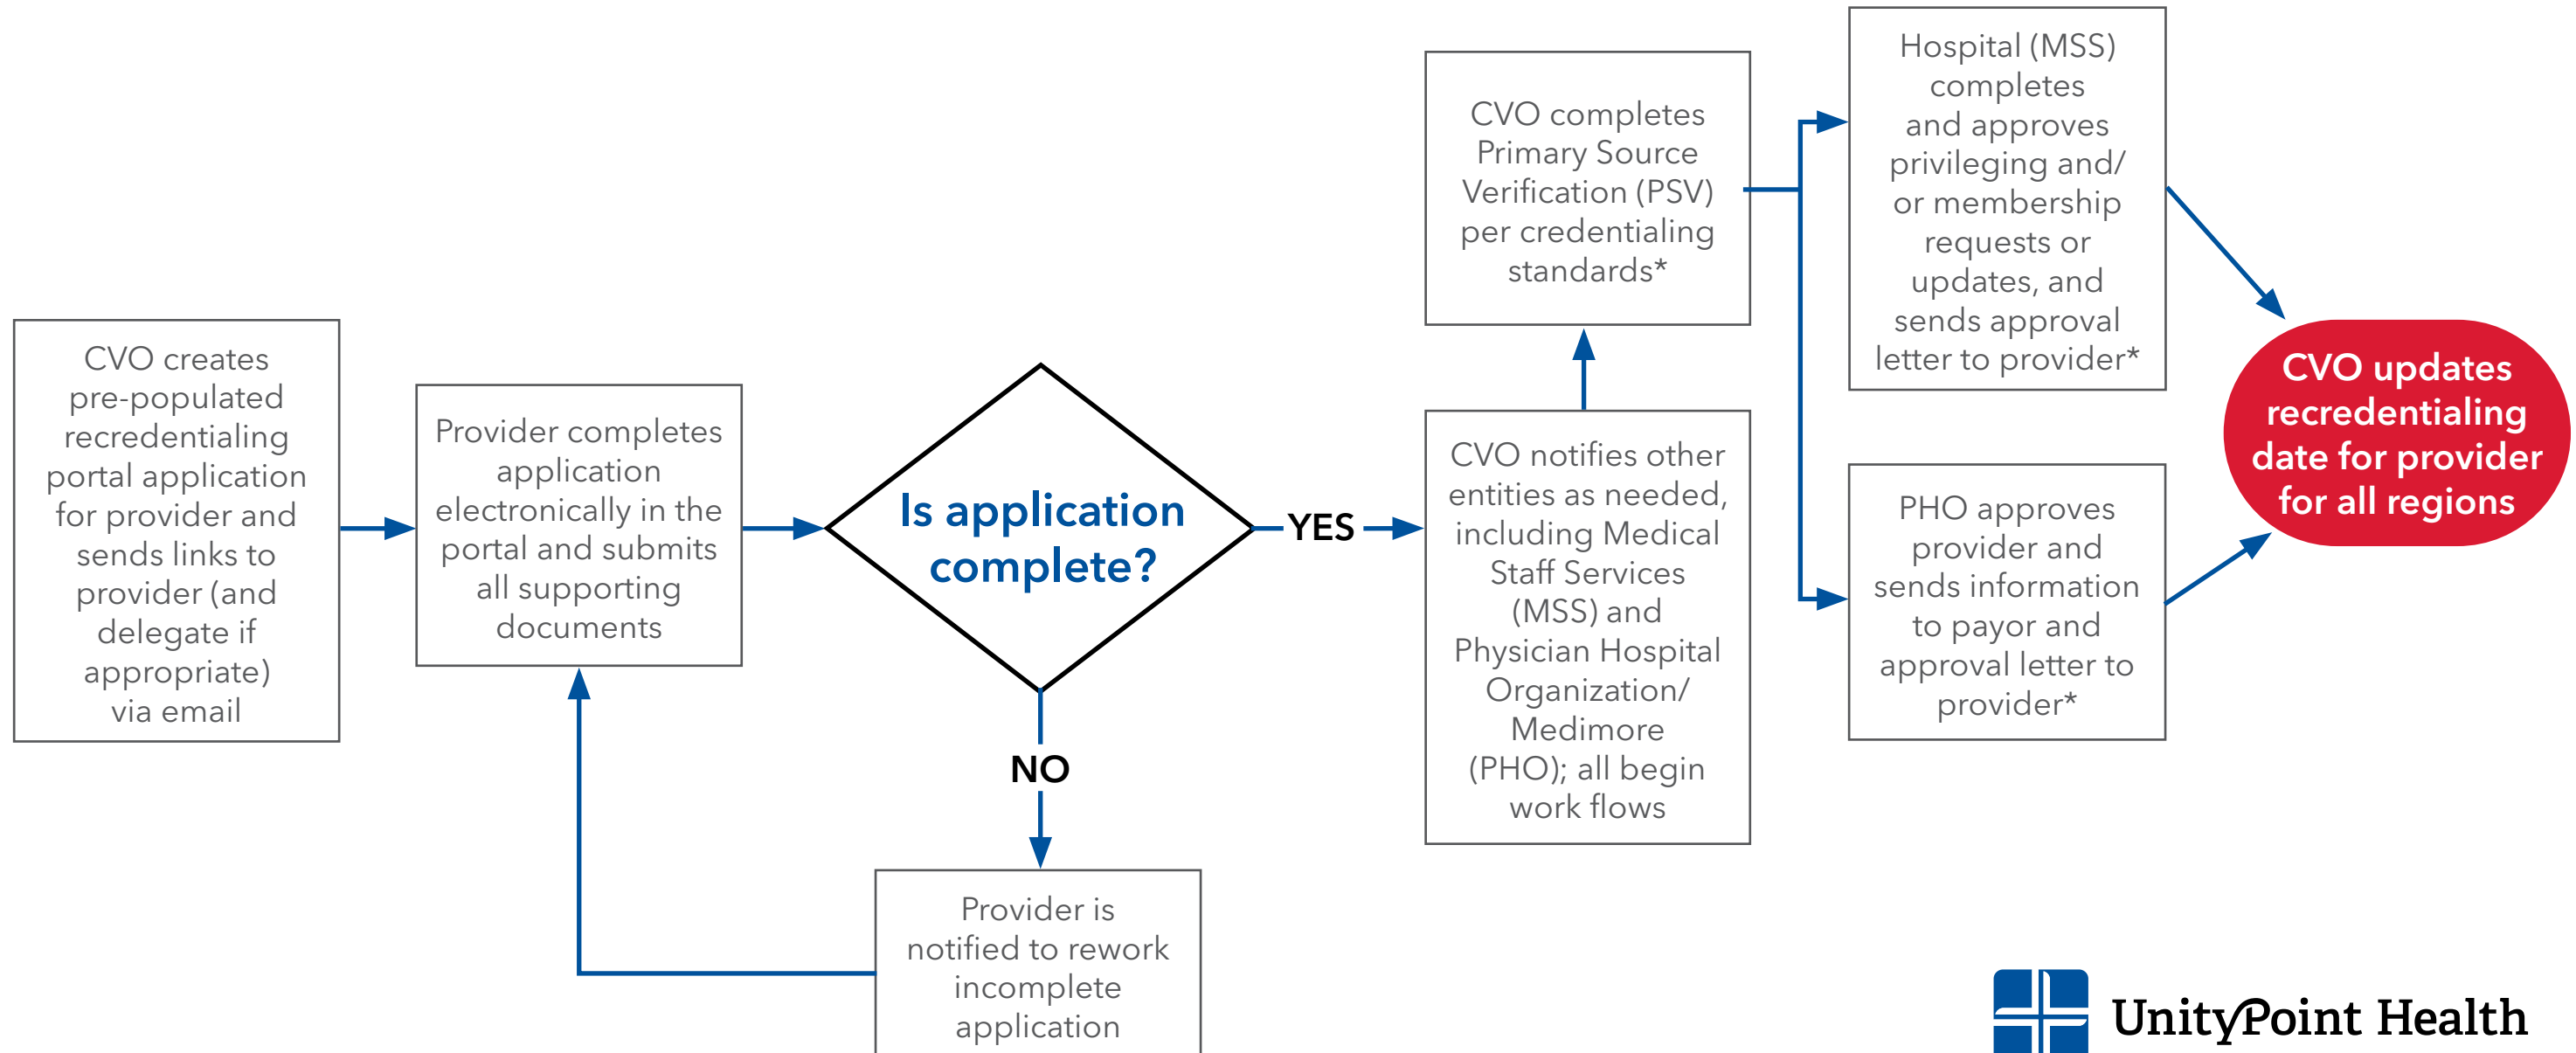 CVO creates
pre-populated
recredentialing
portal application
for provider and
sends links to
provider (and
delegate if
appropriate)
via email
Provider completes
application
electronically in the
portal and submits
all supporting
documents
Is application
complete?
NO
Provider is
notified to rework
incomplete
application
YES
CVO notifies other
entities as needed,
including Medical
Staff Services
(MSS) and
Physician Hospital
Organization/
Medimore
(PHO); all begin
work flows
CVO completes
Primary Source
Verification (PSV)
per credentialing
standards*
Hospital (MSS)
completes
and approves
privileging and/
or membership
requests or
updates, and
sends approval
letter to provider*
PHO approves
provider and
sends information
to payor and
approval letter to
provider*
CVO updates
recredentialing
date for provider
for all regions
UnityPoint Health